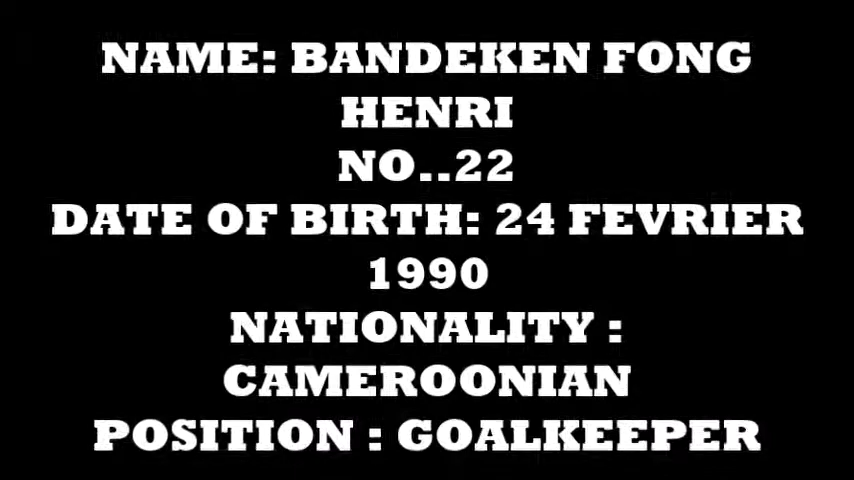 NAME: BANDEKEN FONG
HENRI
NO..22
DATE OF BIRTH: 24 FEVRIER
1990
NATIONALITY :
CAMEROONIAN
POSITION : GOALKEEPER